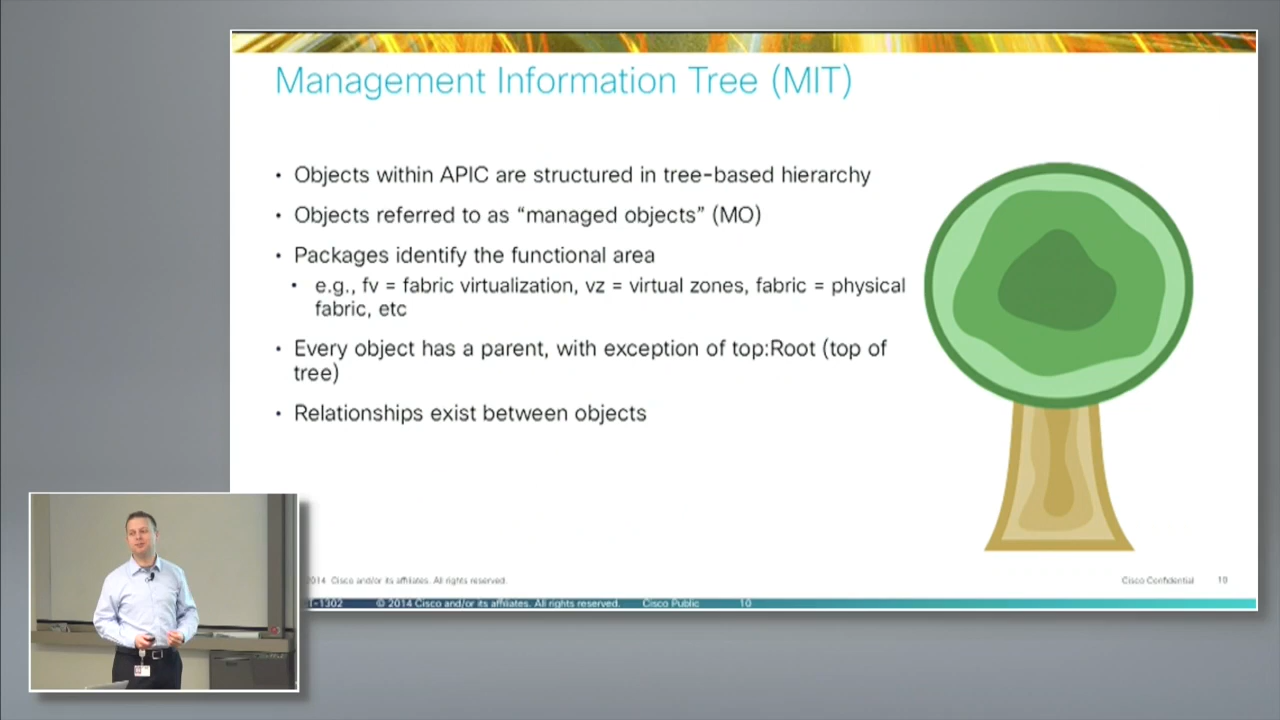 Management Information Tree (MIT)
• Objects within APIC are structured in tree-based hierarchy
• Objects referred to as “managed objects” (MO)
• Packages identify the functional area
• e.g., fv = fabric virtualization, vz = virtual zones, fabric = physical
fabric, etc
• Every object has a parent, with exception of top:Root (top of
tree)
• Relationships exist between objects
2014 Cisco and/or its affiliates. All rights reserved. Cisco Confidential 10
-1302 © 2014 Cisco and/or its affiliates. All rights reserved. Cisco Public 10